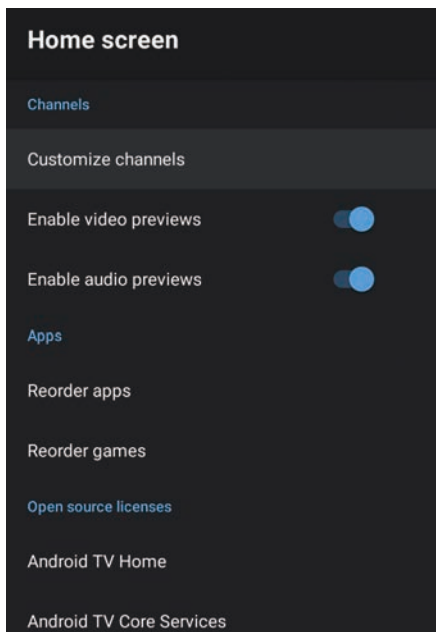 Home screen
Channels
Customize channels
Enable video previews
Enable audio previews
Apps
Reorder apps
Reorder games
Open source licenses
Android TV Home
Android TV Core Services